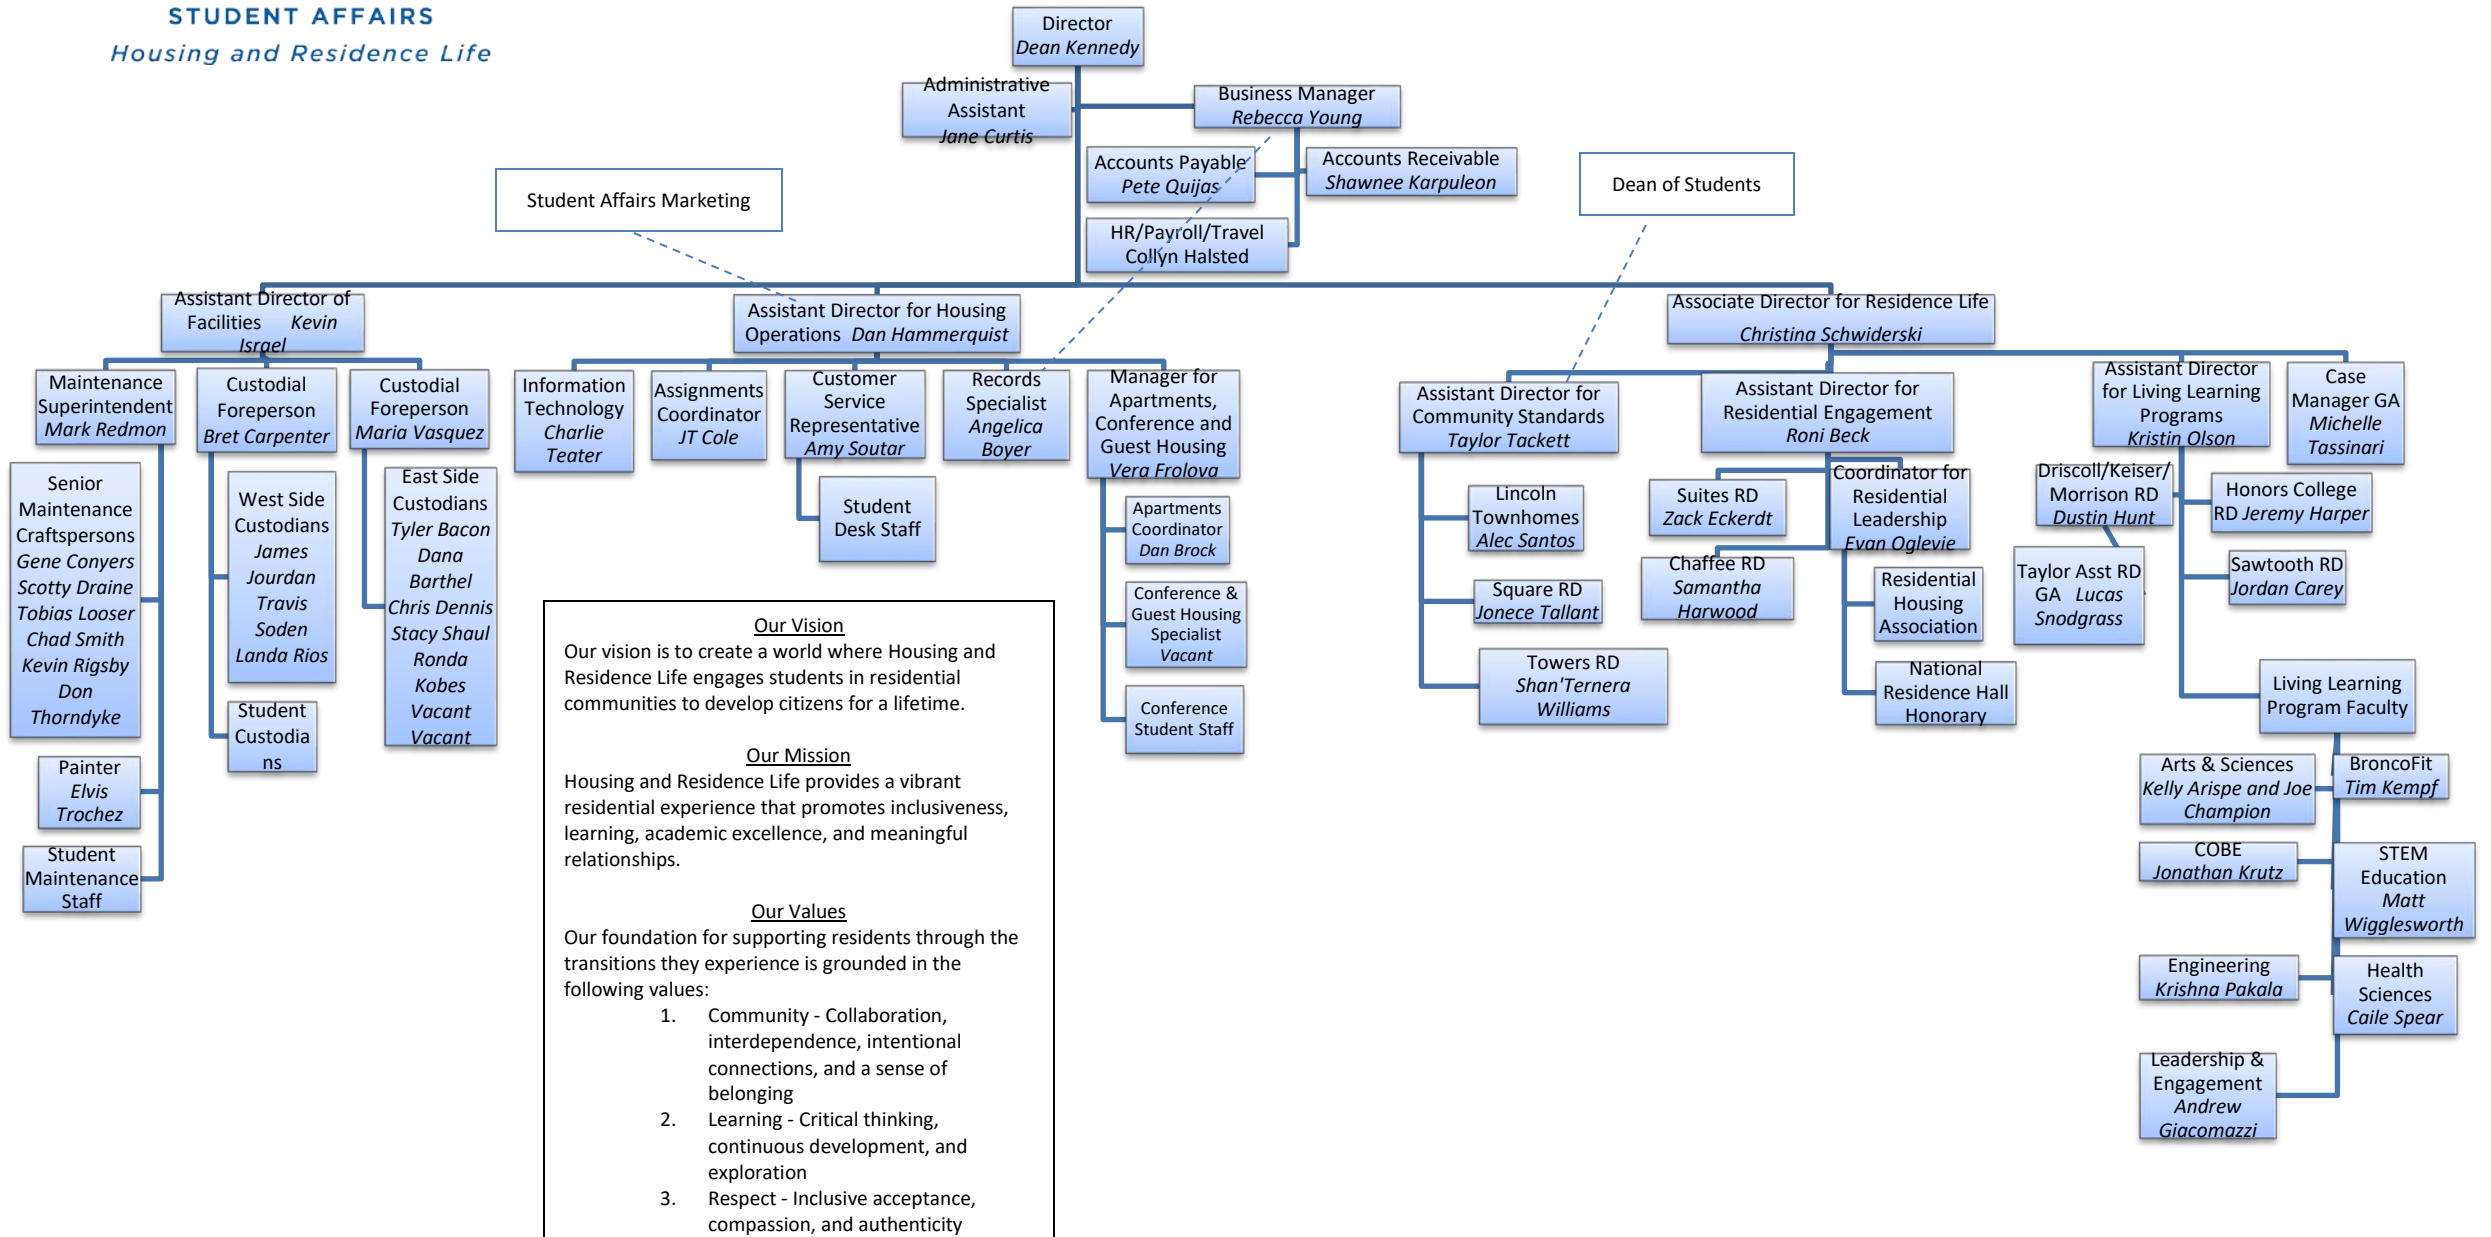 STUDENT AFFAIRS
Housing and Residence Life
Director
Dean Kennedy
Administrative
Assistant
Jane Curtis
Business Manager
Rebecca Young
Accounts Payable
Pete Quijas
Accounts Receivable
Shawnee Karpuleon
HR/Payroll/Travel
Collyn Halsted
Student Affairs Marketing
Dean of Students
Assistant Director of
Facilities Kevin
Israel
Assistant Director for Housing
Operations Dan Hammerquist
Associate Director for Residence Life
Christina Schwiderski
Maintenance
Superintendent
Mark Redmon
Custodial
Foreperson
Bret Carpenter
Custodial
Foreperson
Maria Vasquez
Senior
Maintenance
Craftspersons
Gene Conyers
Scotty Draine
Tobias Looser
Chad Smith
Kevin Rigsby
Don
Thorndyke
Painter
Elvis
Trochez
Student
Maintenance
Staff
West Side
Custodians
James
Jourdan
Travis
Soden
Landa Rios
Student
Custodia
ns
East Side
Custodians
Tyler Bacon
Dana
Barthel
Chris Dennis
Stacy Shaul
Ronda
Kobes
Vacant
Vacant
Information
Technology
Charlie
Teater
Assignments
Coordinator
JT Cole
Customer
Service
Representative
Amy Soutar
Student
Desk Staff
Records
Specialist
Angelica
Boyer
Manager for
Apartments,
Conference and
Guest Housing
Vera Frolova
Apartments
Coordinator
Dan Brock
Conference &
Guest Housing
Specialist
Vacant
Conference
Student Staff
Assistant Director for
Community Standards
Taylor Tackett
Lincoln
Townhomes
Alec Santos
Square RD
Jonece Tallant
Towers RD
Shan'Ternera
Williams
Assistant Director for
Residential Engagement
Roni Beck
Suites RD
Zack Eckerdt
Chaffee RD
Samantha
Harwood
Coordinator for
Residential
Leadership
Evan Oglevie
Residential
Housing
Association
National
Residence Hall
Honorary
Assistant Director
for Living Learning
Programs
Kristin Olson
Case
Manager GA
Michelle
Tassinari
Driscoll/Keiser/
Morrison RD
Dustin Hunt
Taylor Asst RD
GA Lucas
Snodgrass
Honors College
RD Jeremy Harper
Sawtooth RD
Jordan Carey
Living Learning
Program Faculty
Arts & Sciences
Kelly Arispe and Joe
Champion
BroncoFit
Tim Kempf
COBE
Jonathan Krutz
STEM
Education
Matt
Wigglesworth
Engineering
Krishna Pakala
Health
Sciences
Caile Spear
Leadership &
Engagement
Andrew
Giacomazzi
Our Vision
Our vision is to create a world where Housing and
Residence Life engages students in residential
communities to develop citizens for a lifetime.
Our Mission
Housing and Residence Life provides a vibrant
residential experience that promotes inclusiveness,
learning, academic excellence, and meaningful
relationships.
Our Values
Our foundation for supporting residents through the
transitions they experience is grounded in the
following values:
1. Community - Collaboration,
interdependence, intentional
connections, and a sense of
belonging
2. Learning - Critical thinking,
continuous development, and
exploration
3. Respect - Inclusive acceptance,
compassion, and authenticity